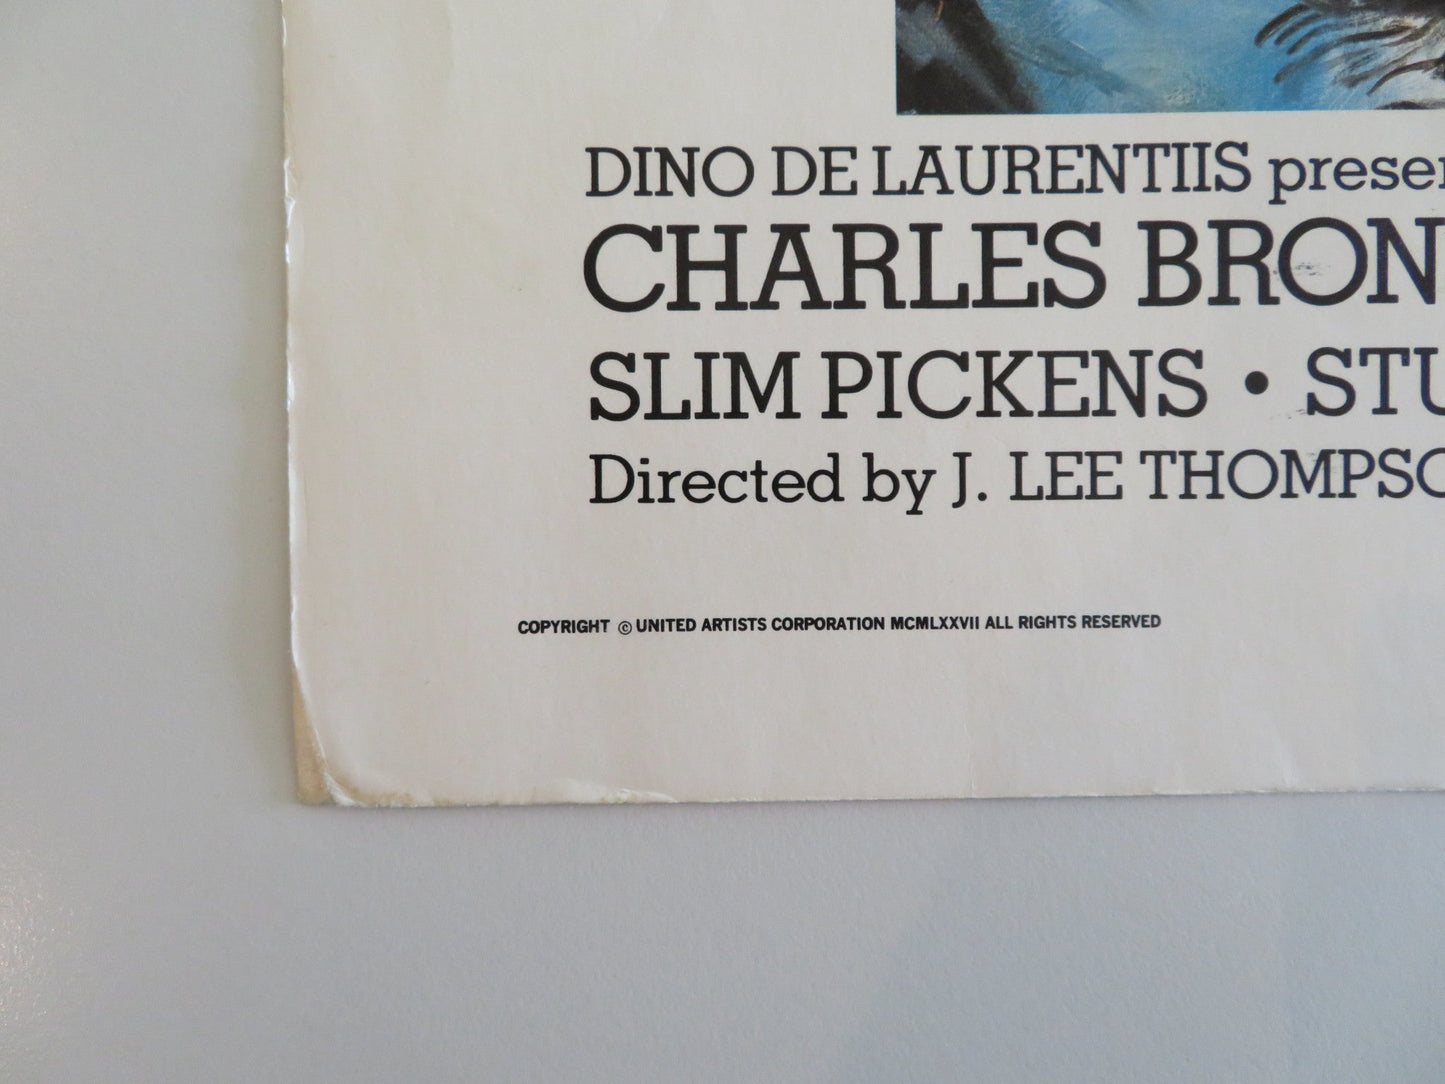 DINO DE LAURENTIIS presen
CHARLES BRON
SLIM PICKENS • STU
Directed by J. LEE THOMPSO
COPYRIGHT © UNITED ARTISTS CORPORATION MCMLXXVII ALL RIGHTS RESERVED